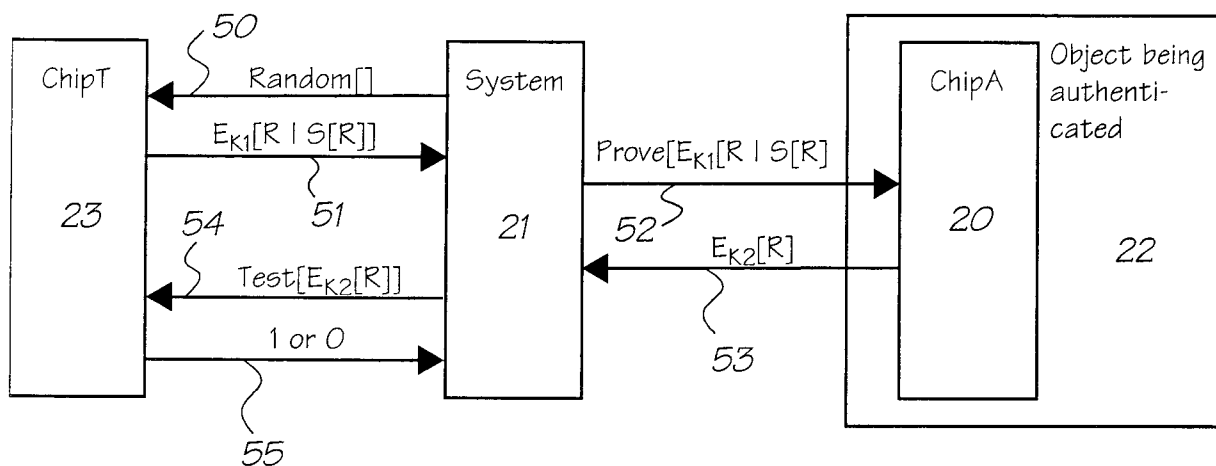 50
ChipT
Random[]
System
ChipA
Object being
authenti-
cated
E_K1[R | S[R]]
Prove[E_K1[R | S[R]
51
52
23
21
20
22
54
E_K2[R]
Test[E_K2[R]]
53
1 or 0
55